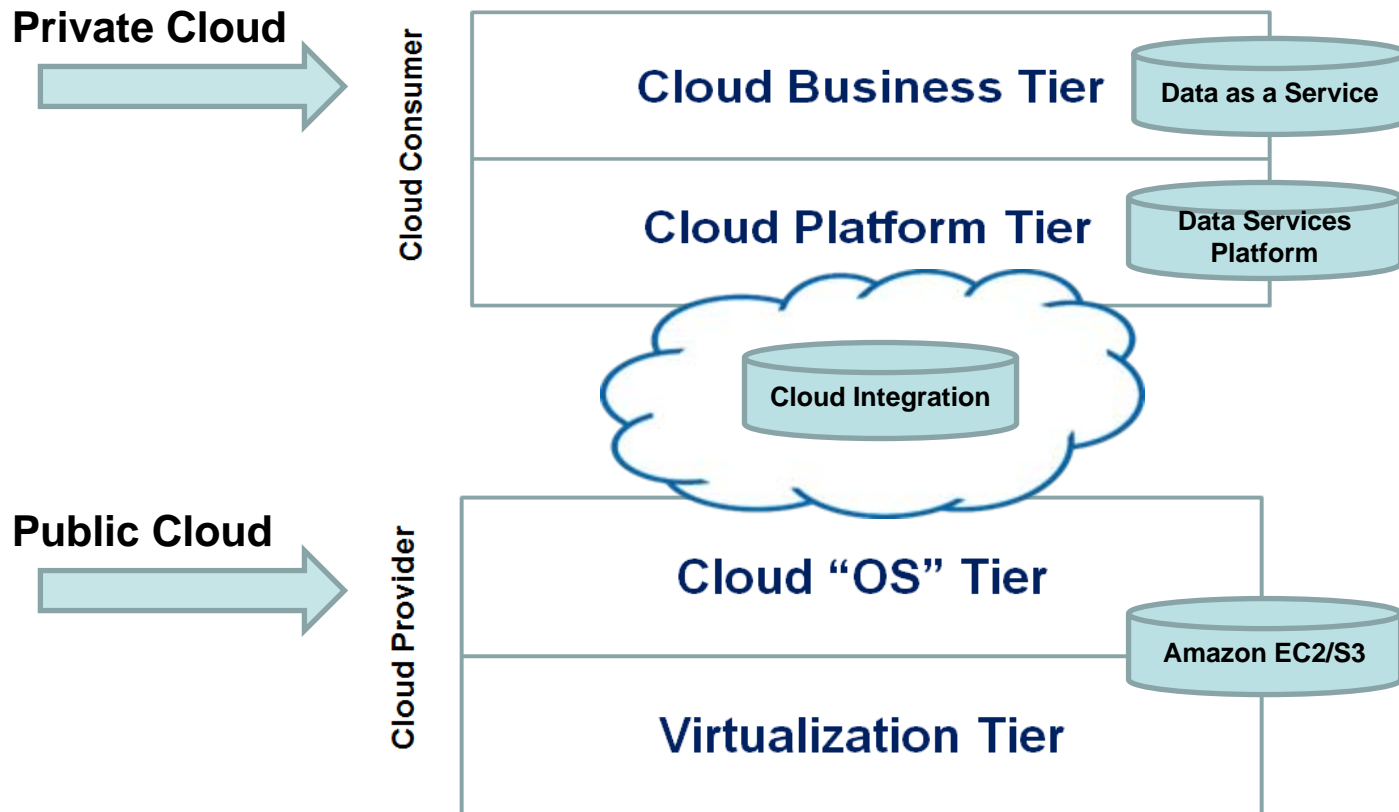 Private Cloud
Cloud Consumer
Cloud Business Tier
Data as a Service
Cloud Platform Tier
Data Services
Platform
Cloud Integration
Public Cloud
Cloud Provider
Cloud “OS” Tier
Amazon EC2/S3
Virtualization Tier